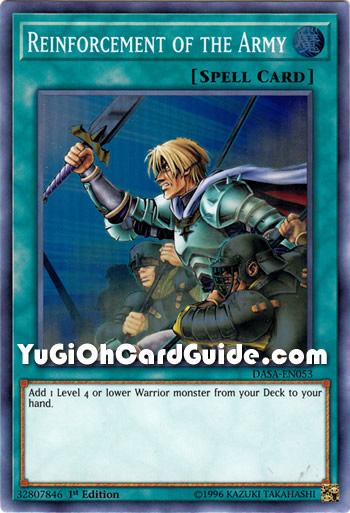 REINFORCEMENT OF THE ARMY
魔
[SPELL CARD]
YuGiOhCardGuide.com
DASA-EN053
Add 1 Level 4 or lower Warrior monster from your Deck to your
hand.
32807846 1st Edition ©1996 KAZUKI TAKAHASHI